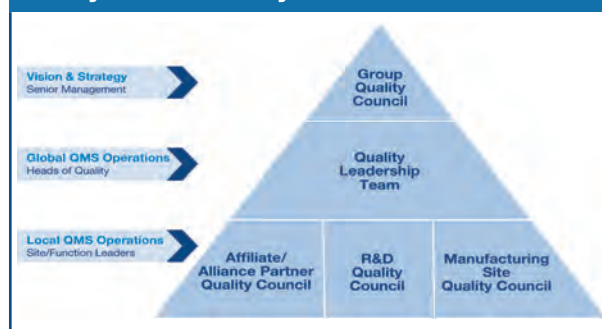 Vision & Strategy
Senior Management
Group
Quality
Council
Global QMS Operations
Heads of Quality
Quality
Leadership
Team
Local QMS Operations
Site/Function Leaders
Affiliate/
Alliance Partner
Quality Council
R&D
Quality
Council
Manufacturing
Site
Quality Council